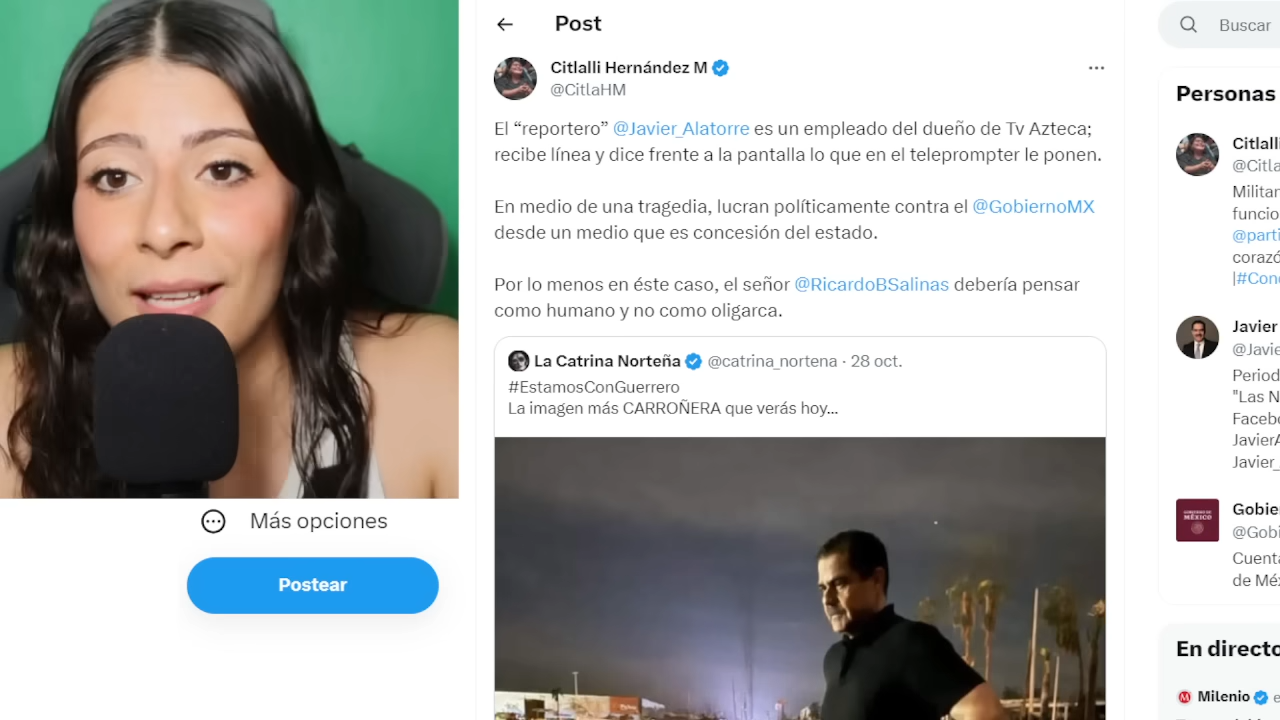 Post
Citlalli Hernández M
@CitlaHM
El “reportero” @Javier_Alatorre es un empleado del dueño de Tv Azteca;
recibe línea y dice frente a la pantalla lo que en el teleprompter le ponen.
En medio de una tragedia, lucran políticamente contra el @GobiernoMX
desde un medio que es concesión del estado.
Por lo menos en éste caso, el señor @RicardoBSalinas debería pensar
como humano y no como oligarca.
La Catrina Norteña @catrina_nortena · 28 oct.
#EstamosConGuerrero
La imagen más CARROÑERA que verás hoy...
Más opciones
Postear
Buscar
Personas
Citlalli
@Citla
Militan
funcio
@parti
corazó
|#Cond
Javier
@Javie
Period
"Las N
Facebo
JavierA
Javier_
Gobier
GOBIERNO DE
MÉXICO
@Gobi
Cuenta
de Méx
En directo
Milenio